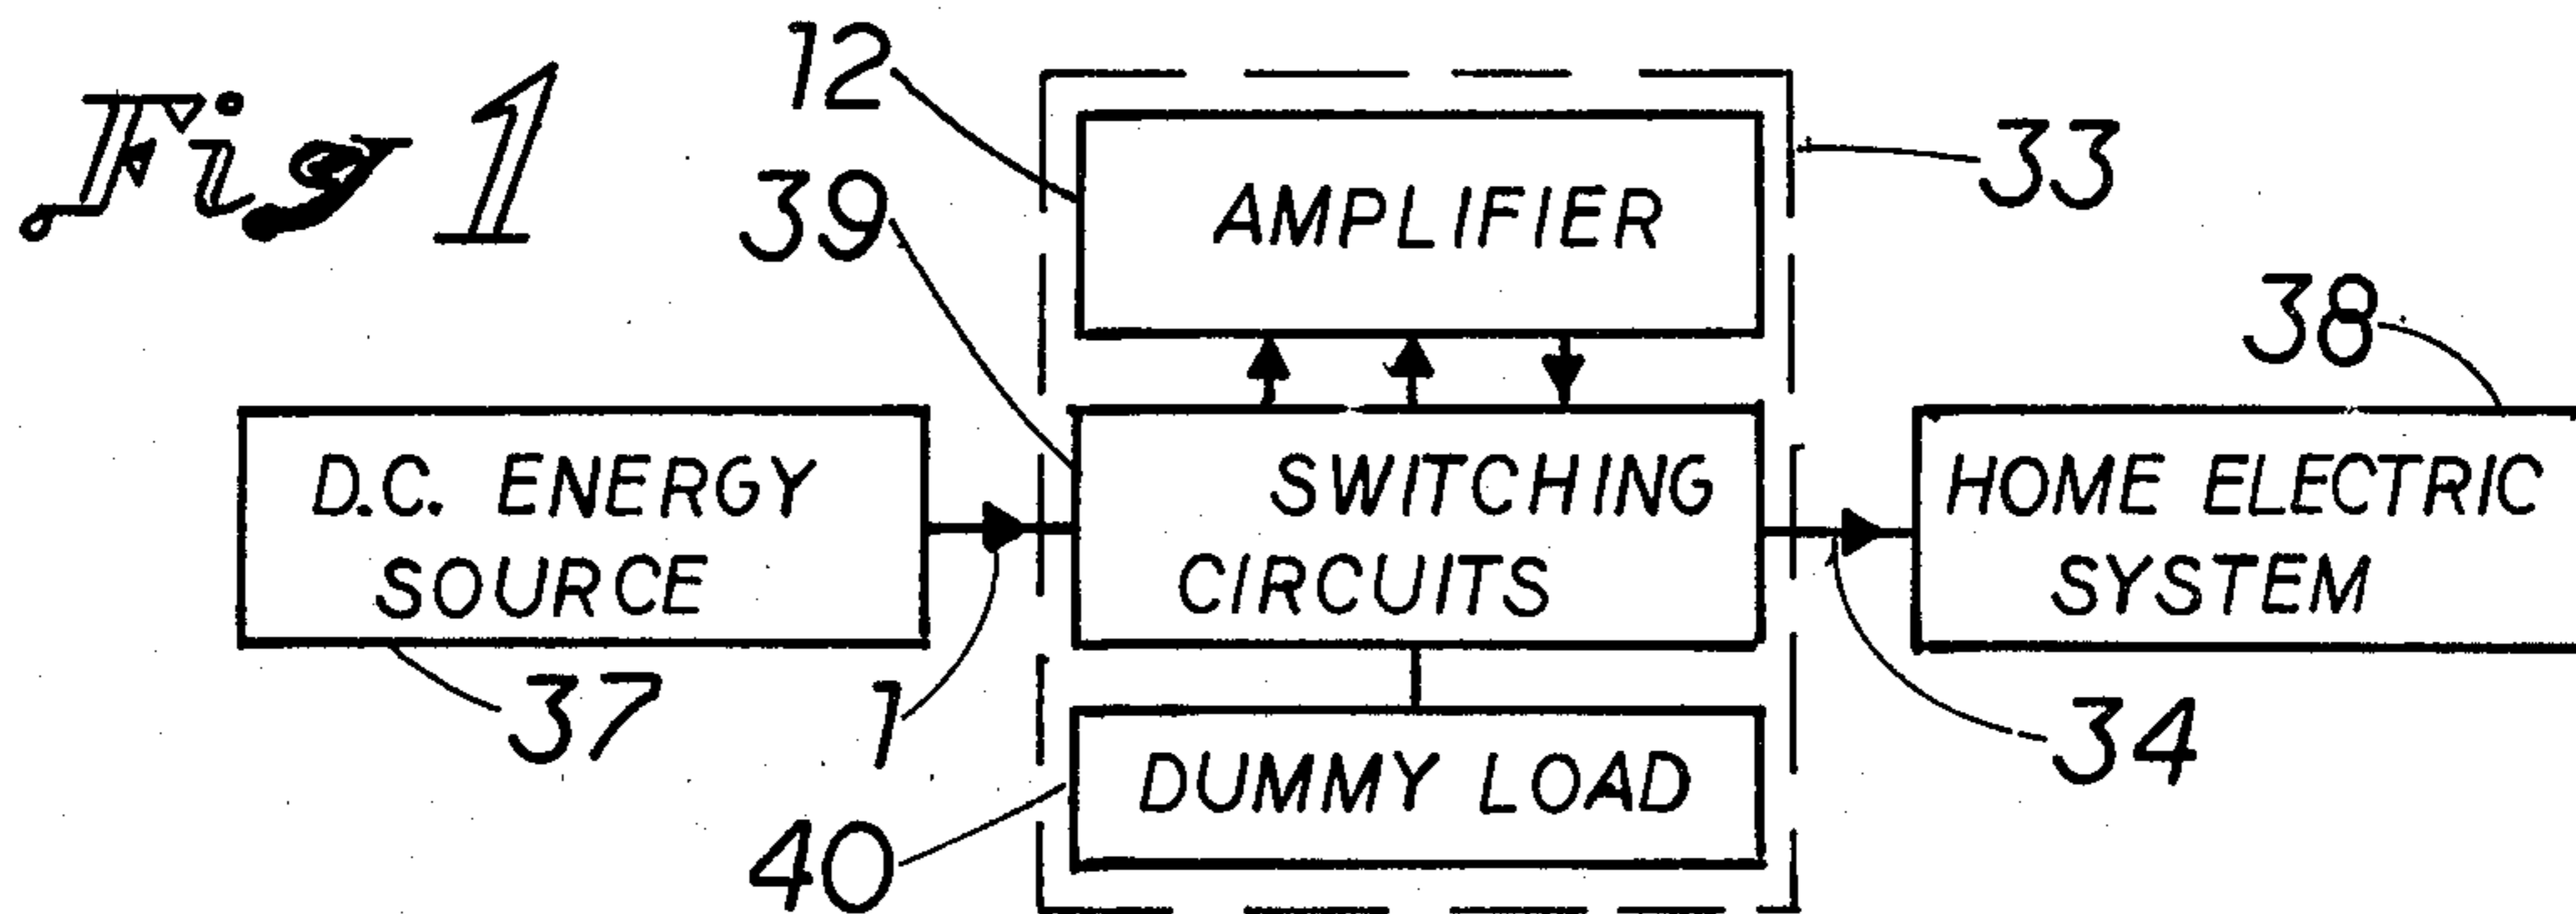 Fig 1
12
33
AMPLIFIER
39
38
D.C. ENERGY
SOURCE
SWITCHING
CIRCUITS
HOME ELECTRIC
SYSTEM
37
1
34
DUMMY LOAD
40